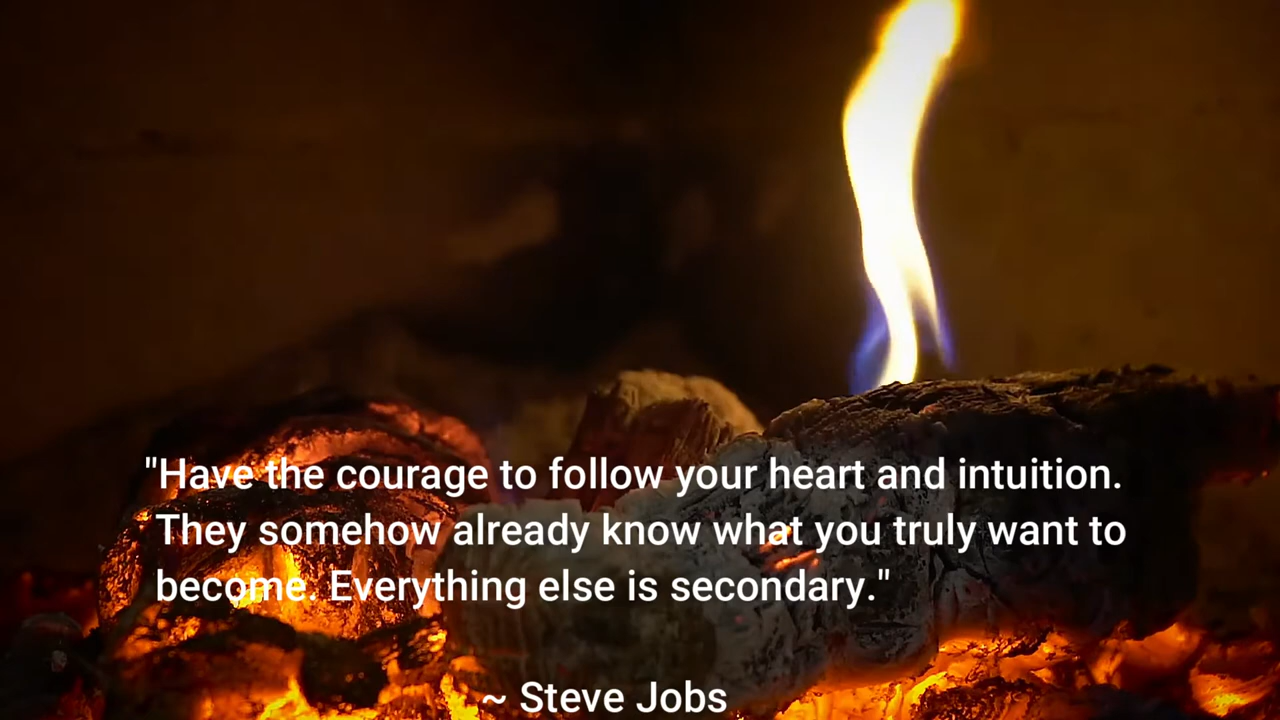 "Have the courage to follow your heart and intuition.
They somehow already know what you truly want to
become. Everything else is secondary."
~ Steve Jobs